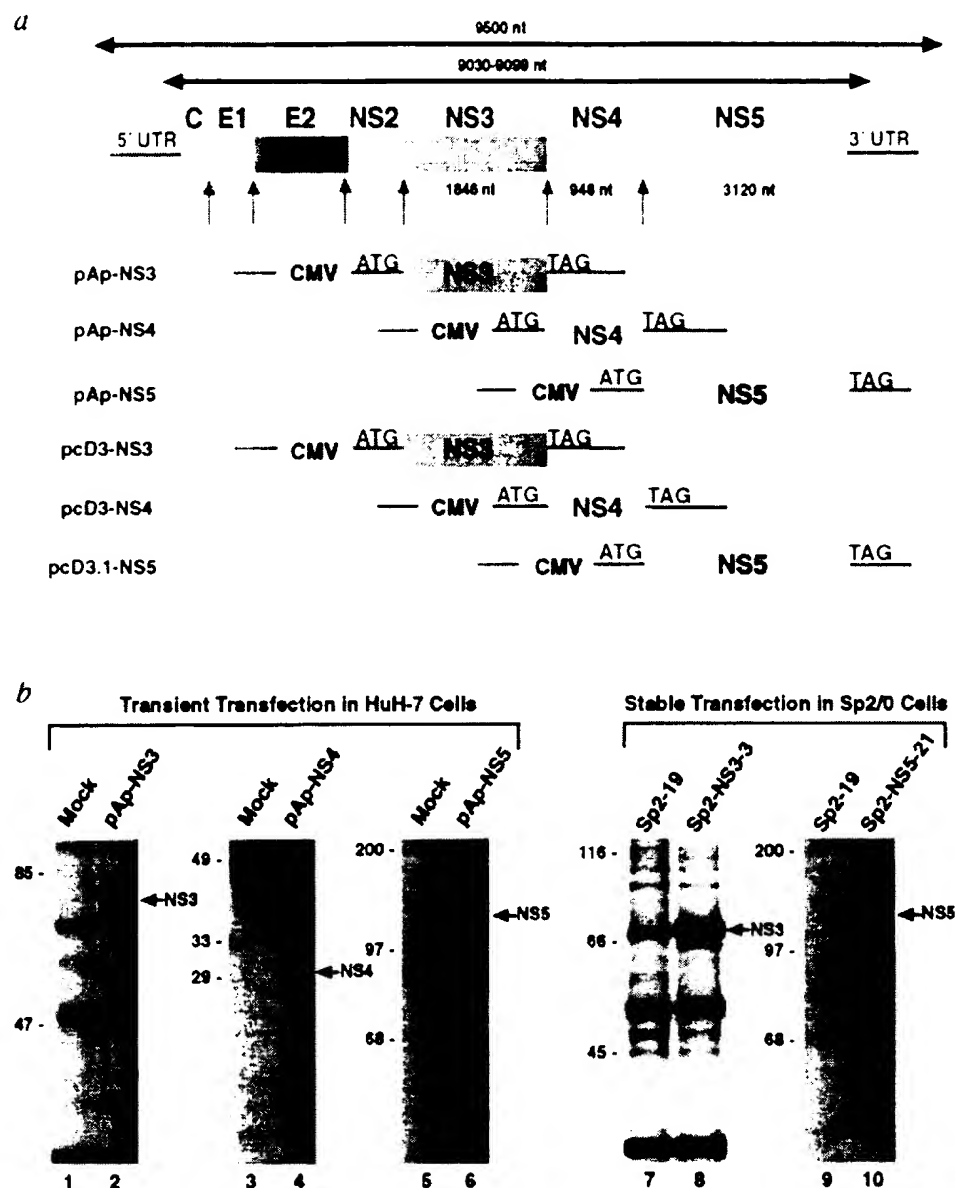 a
9500 nt
9030-9099 nt
C E1 E2 NS2 NS3 NS4 NS5
5' UTR 3' UTR
1846 nt 948 nt 3120 nt
pAp-NS3 CMV ATG NS3 TAG
pAp-NS4 CMV ATG NS4 TAG
pAp-NS5 CMV ATG NS5 TAG
pcD3-NS3 CMV ATG NS3 TAG
pcD3-NS4 CMV ATG NS4 TAG
pcD3.1-NS5 CMV ATG NS5 TAG
b
Transient Transfection in HuH-7 Cells
Mock pAp-NS3 Mock pAp-NS4 Mock pAp-NS5
85 -
47 -
NS3
49 -
33 -
29 -
NS4
200 -
97 -
68 -
NS5
1 2 3 4 5 6
Stable Transfection in Sp2/0 Cells
Sp2-19 Sp2-NS3-3 Sp2-19 Sp2-NS5-21
116 -
66 -
45 -
NS3
200 -
97 -
68 -
NS5
7 8 9 10